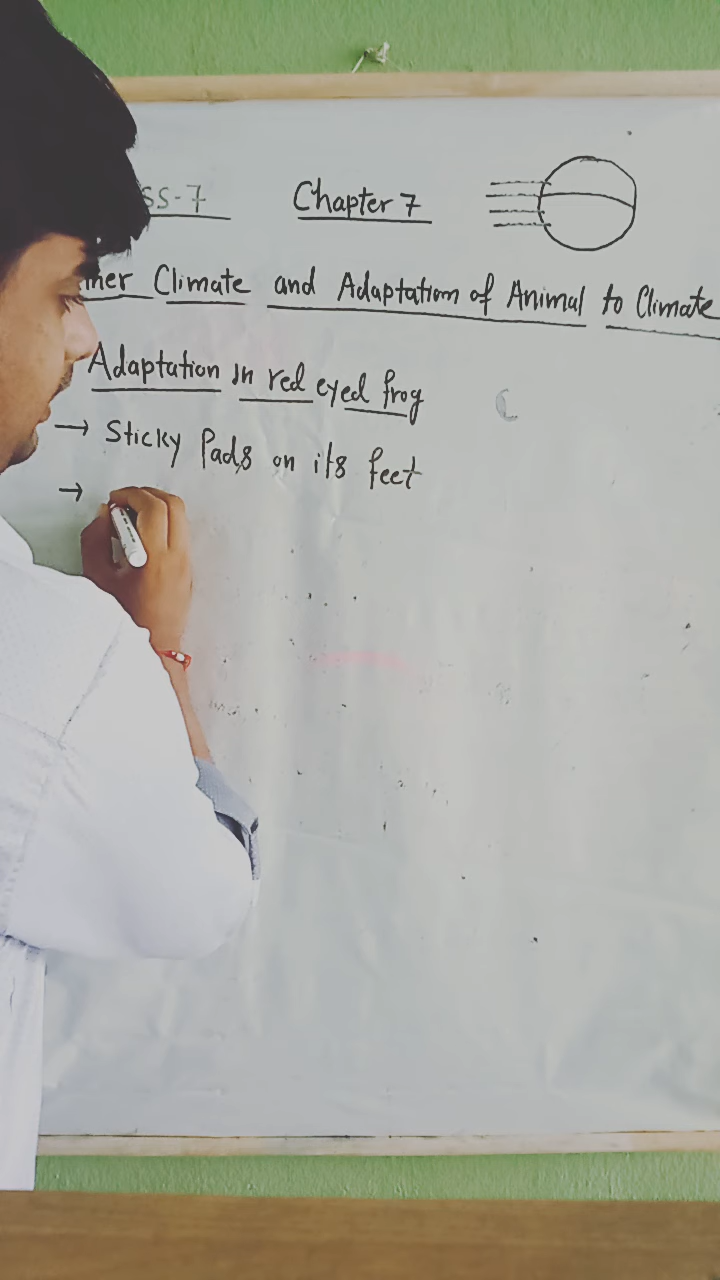 SS-7 Chapter 7
ther Climate and Adaptation of Animal to Climate
Adaptation in red eyed frog
→ Sticky Pads on its feet
→